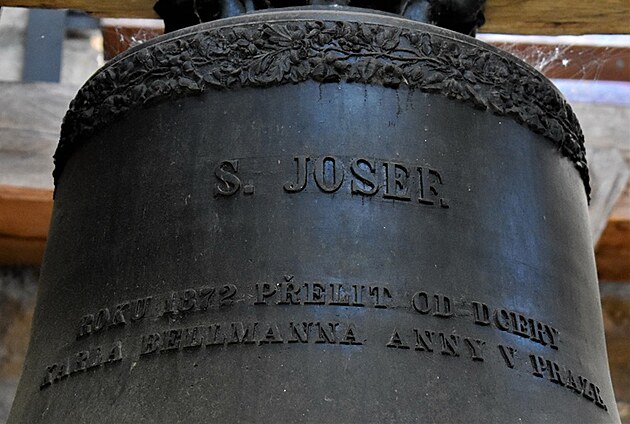 S. JOSEF.
ROKU 1872 PŘELIT OD DCERY
KARLA BELLMANNA ANNY V PRAZE.